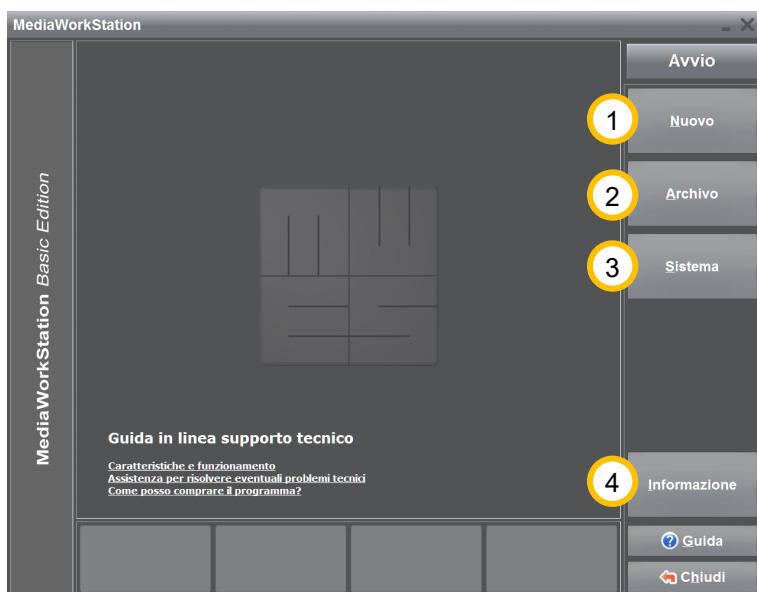 MediaWorkStation
MediaWorkStation Basic Edition
Guida in linea supporto tecnico
Caratteristiche e funzionamento
Assistenza per risolvere eventuali problemi tecnici
Come posso comprare il programma?
Avvio
1
Nuovo
2
Archivo
3
Sistema
4
Informazione
? Guida
Chiudi